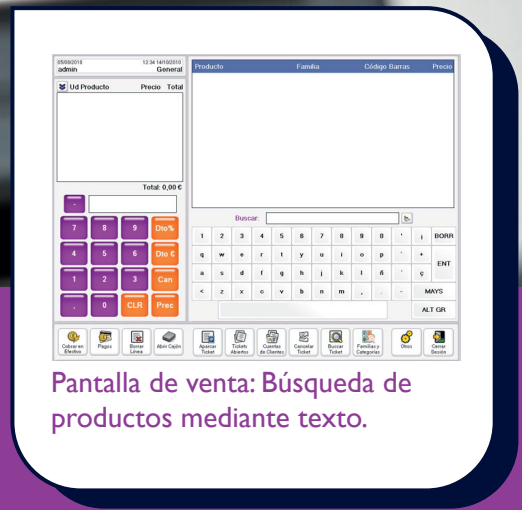 05/08/2010 12:34 14/10/2010
admin General
Ud Producto Precio Total
Total: 0,00 €
-
7 8 9 Dto%
4 5 6 Dto €
1 2 3 Can
. 0 CLR Prec
Producto Familia Código Barras Precio
Buscar:
1 2 3 4 5 6 7 8 9 0 ' ¡ BORR
q w e r t y u i o p ` +
ENT
a s d f g h j k l ñ ´ ç
< z x c v b n m , . - MAYS
ALT GR
Cobrar en Efectivo
Pagos
Borrar Línea
Abrir Cajón
Aparcar Ticket
Tickets Abiertos
Cuentas de Clientes
Cancelar Ticket
Buscar Ticket
Familias y Categorías
Otros
Cerrar Sesión
Pantalla de venta: Búsqueda de
productos mediante texto.